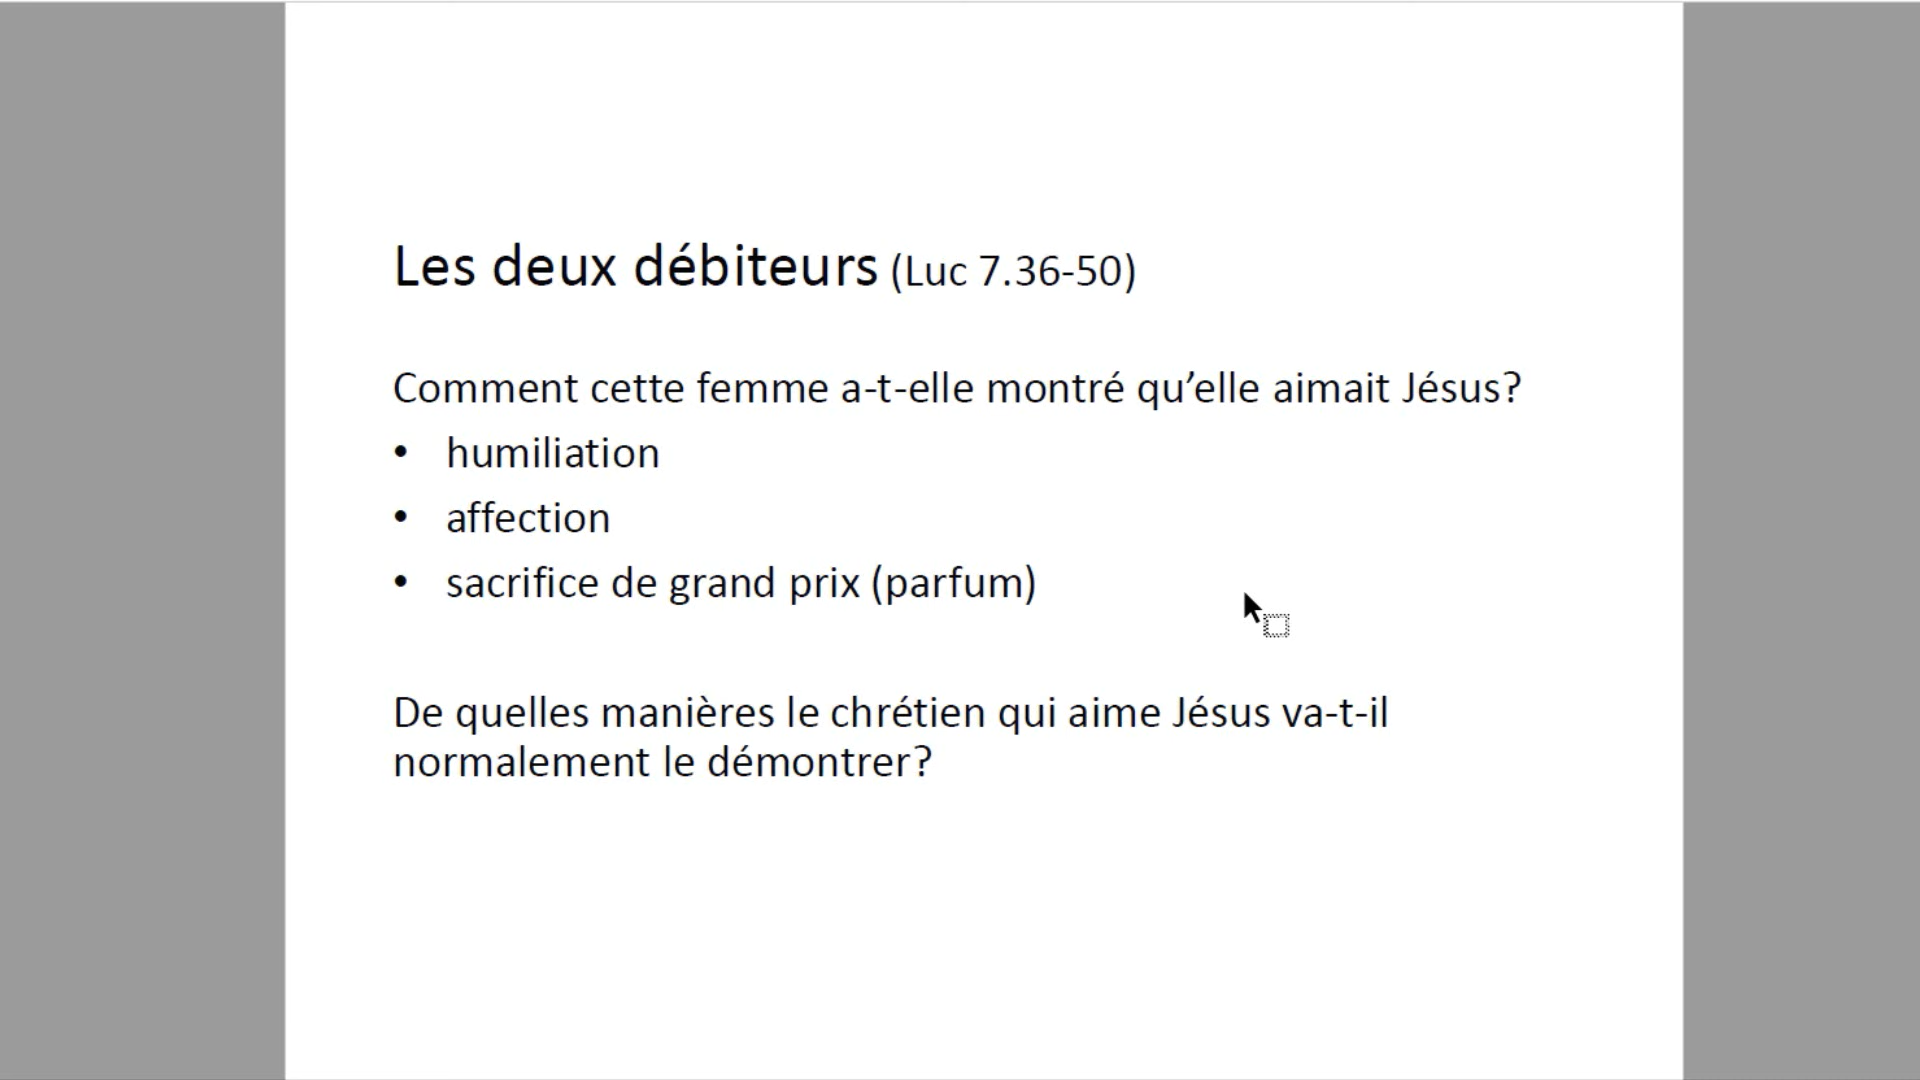 Les deux débiteurs (Luc 7.36-50)
Comment cette femme a-t-elle montré qu’elle aimait Jésus?
• humiliation
• affection
• sacrifice de grand prix (parfum)
De quelles manières le chrétien qui aime Jésus va-t-il
normalement le démontrer?